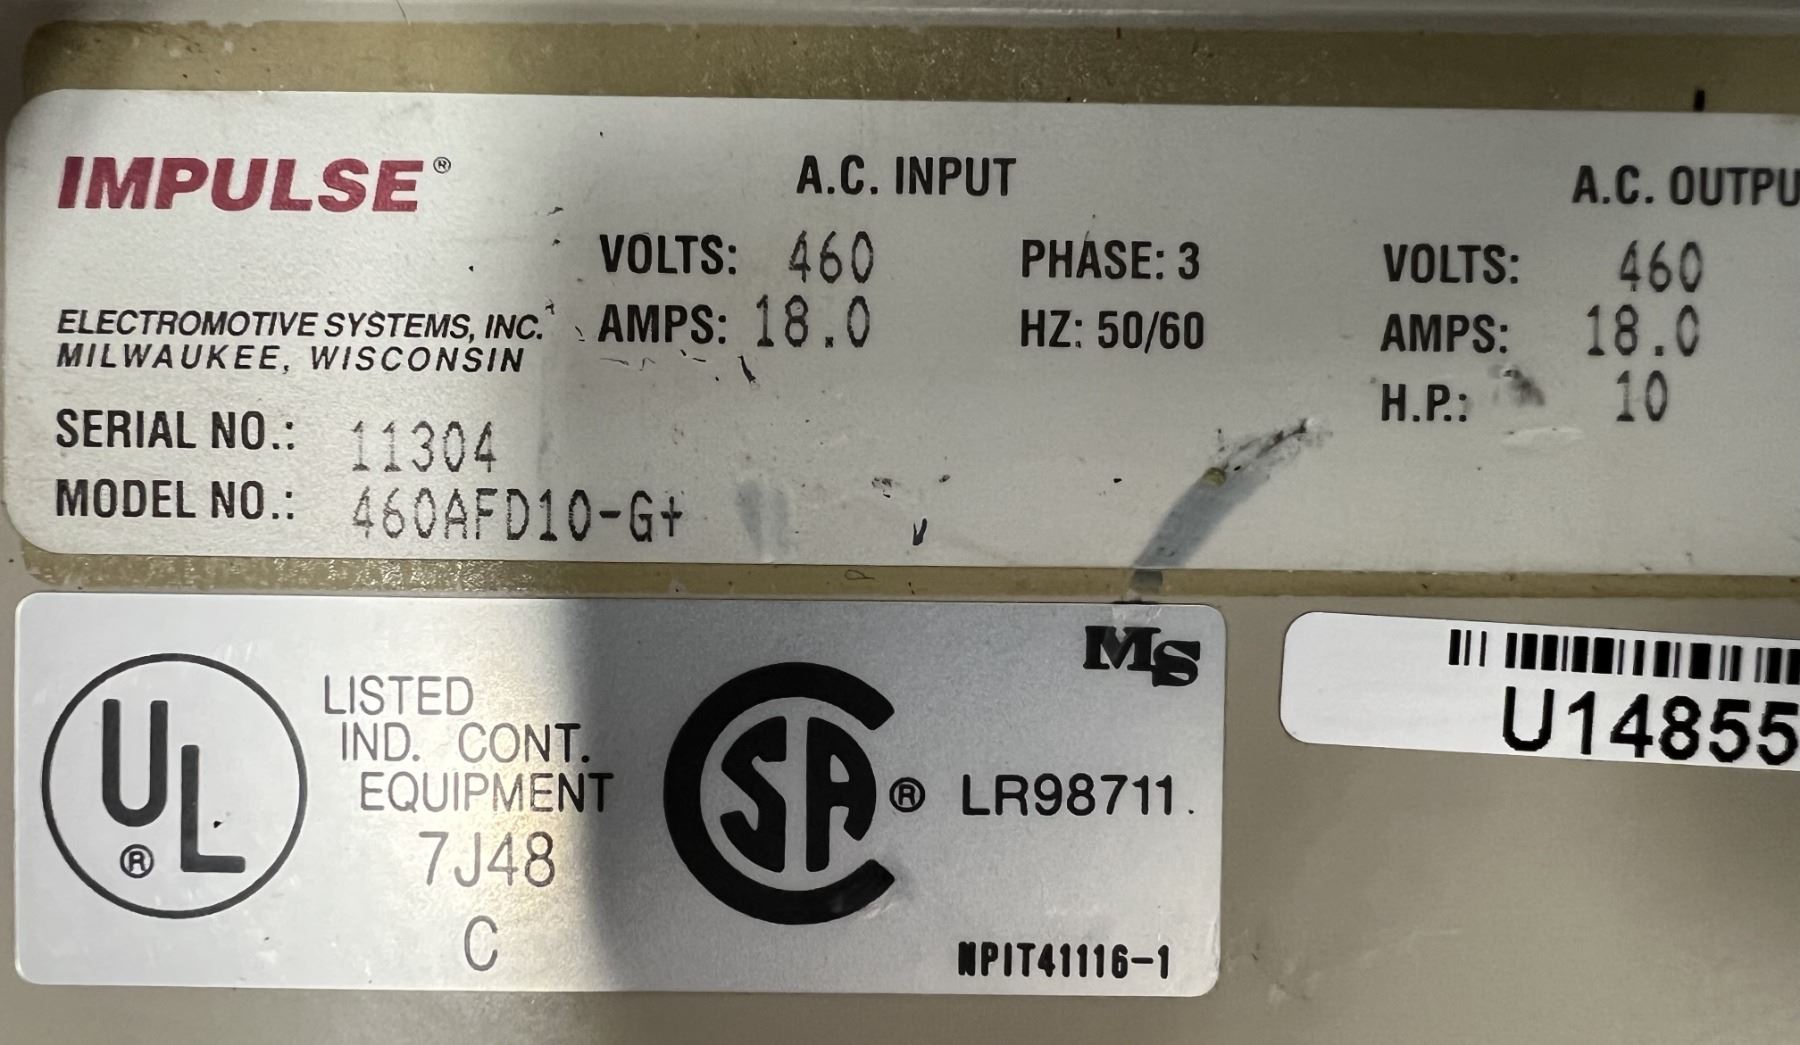 IMPULSE®
A.C. INPUT
A.C. OUTPU
VOLTS: 460 PHASE: 3
VOLTS: 460
AMPS: 18.0 HZ: 50/60
AMPS: 18.0
H.P.: 10
ELECTROMOTIVE SYSTEMS, INC.
MILWAUKEE, WISCONSIN
SERIAL NO.: 11304
MODEL NO.: 460AFD10-G+
UL®
LISTED
IND. CONT.
EQUIPMENT
7J48
C
CSA® LR98711.
MS
NPIT41116-1
U14855